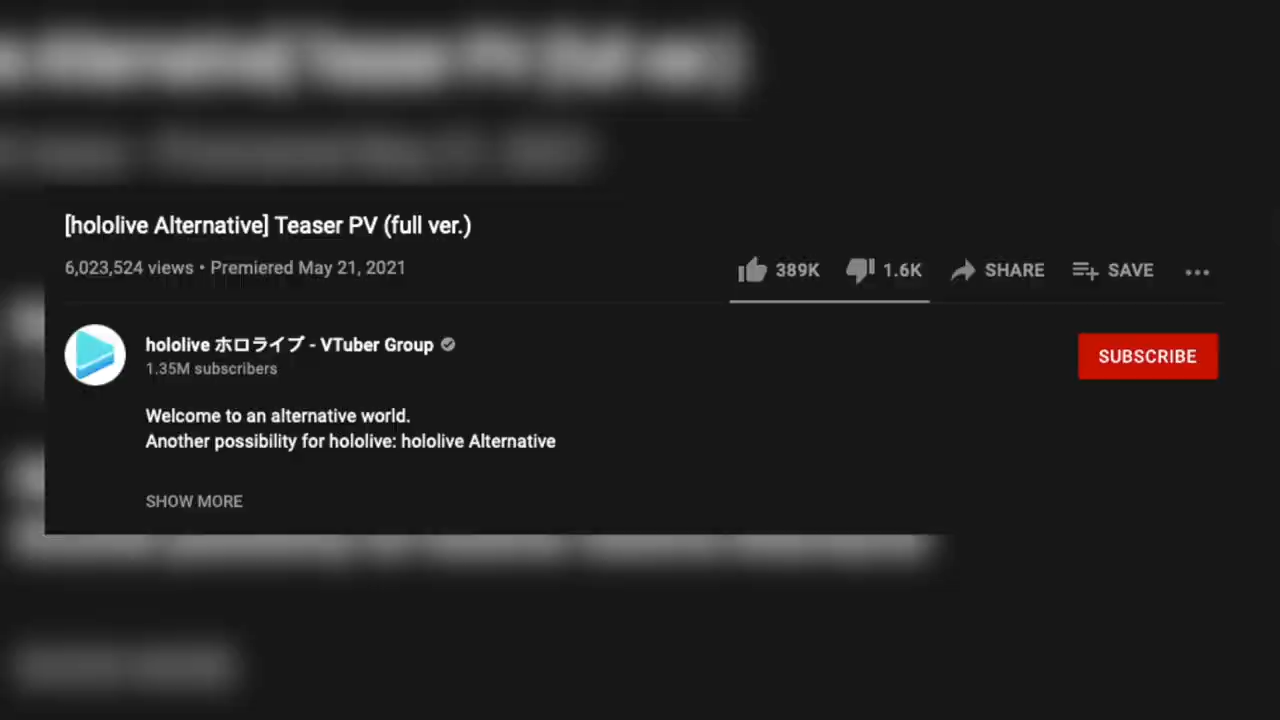 [hololive Alternative] Teaser PV (full ver.)
6,023,524 views • Premiered May 21, 2021
389K 1.6K SHARE SAVE
hololive ホロライブ - VTuber Group
1.35M subscribers
SUBSCRIBE
Welcome to an alternative world.
Another possibility for hololive: hololive Alternative
SHOW MORE